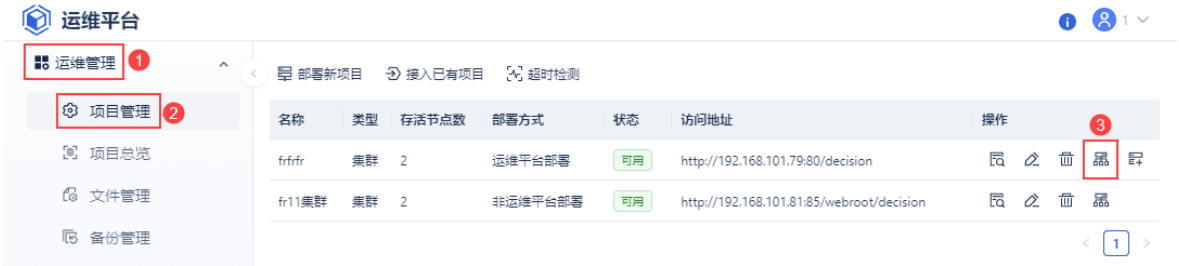 运维平台
1
运维管理 1
部署新项目 接入已有项目 超时检测
项目管理 2
名称 类型 存活节点数 部署方式 状态 访问地址 操作 3
项目总览
frfrfr 集群 2 运维平台部署 可用 http://192.168.101.79:80/decision
文件管理
fr11集群 集群 2 非运维平台部署 可用 http://192.168.101.81:85/webroot/decision
备份管理
< 1 >